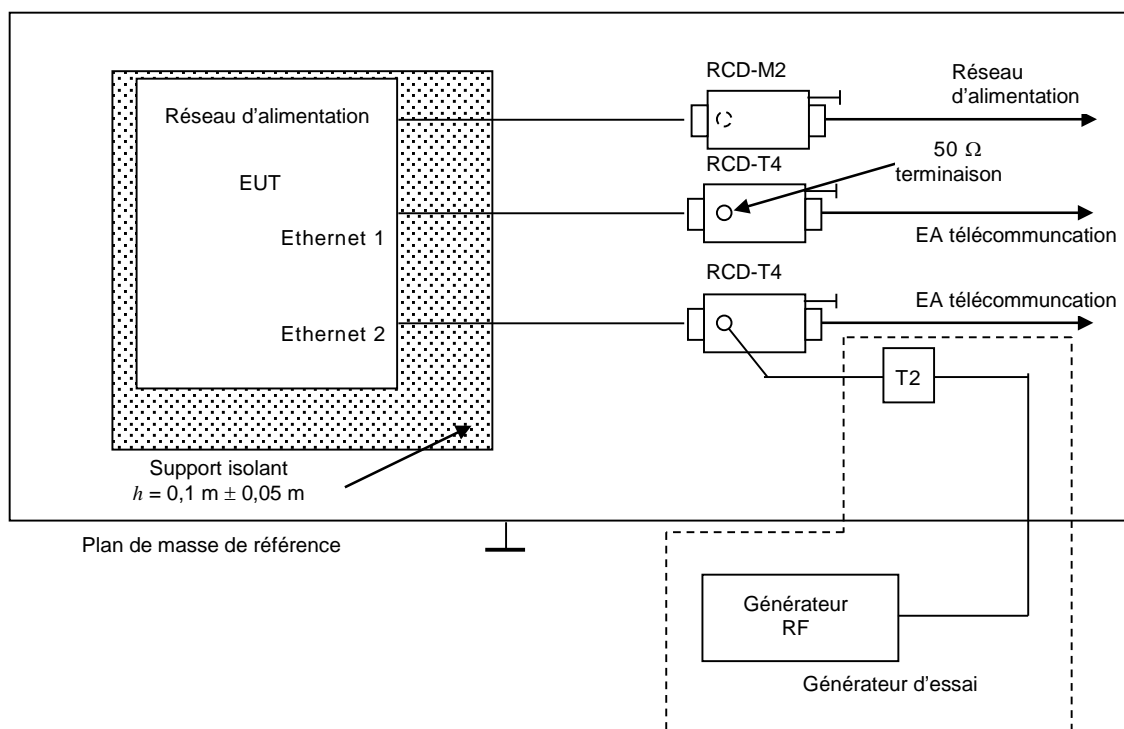 RCD-M2
Réseau
d'alimentation
Réseau d'alimentation
EUT
RCD-T4
50 Ω
terminaison
Ethernet 1
EA télécommuncation
RCD-T4
EA télécommuncation
Ethernet 2
T2
Support isolant
h = 0,1 m ± 0,05 m
Plan de masse de référence
Générateur
RF
Générateur d'essai